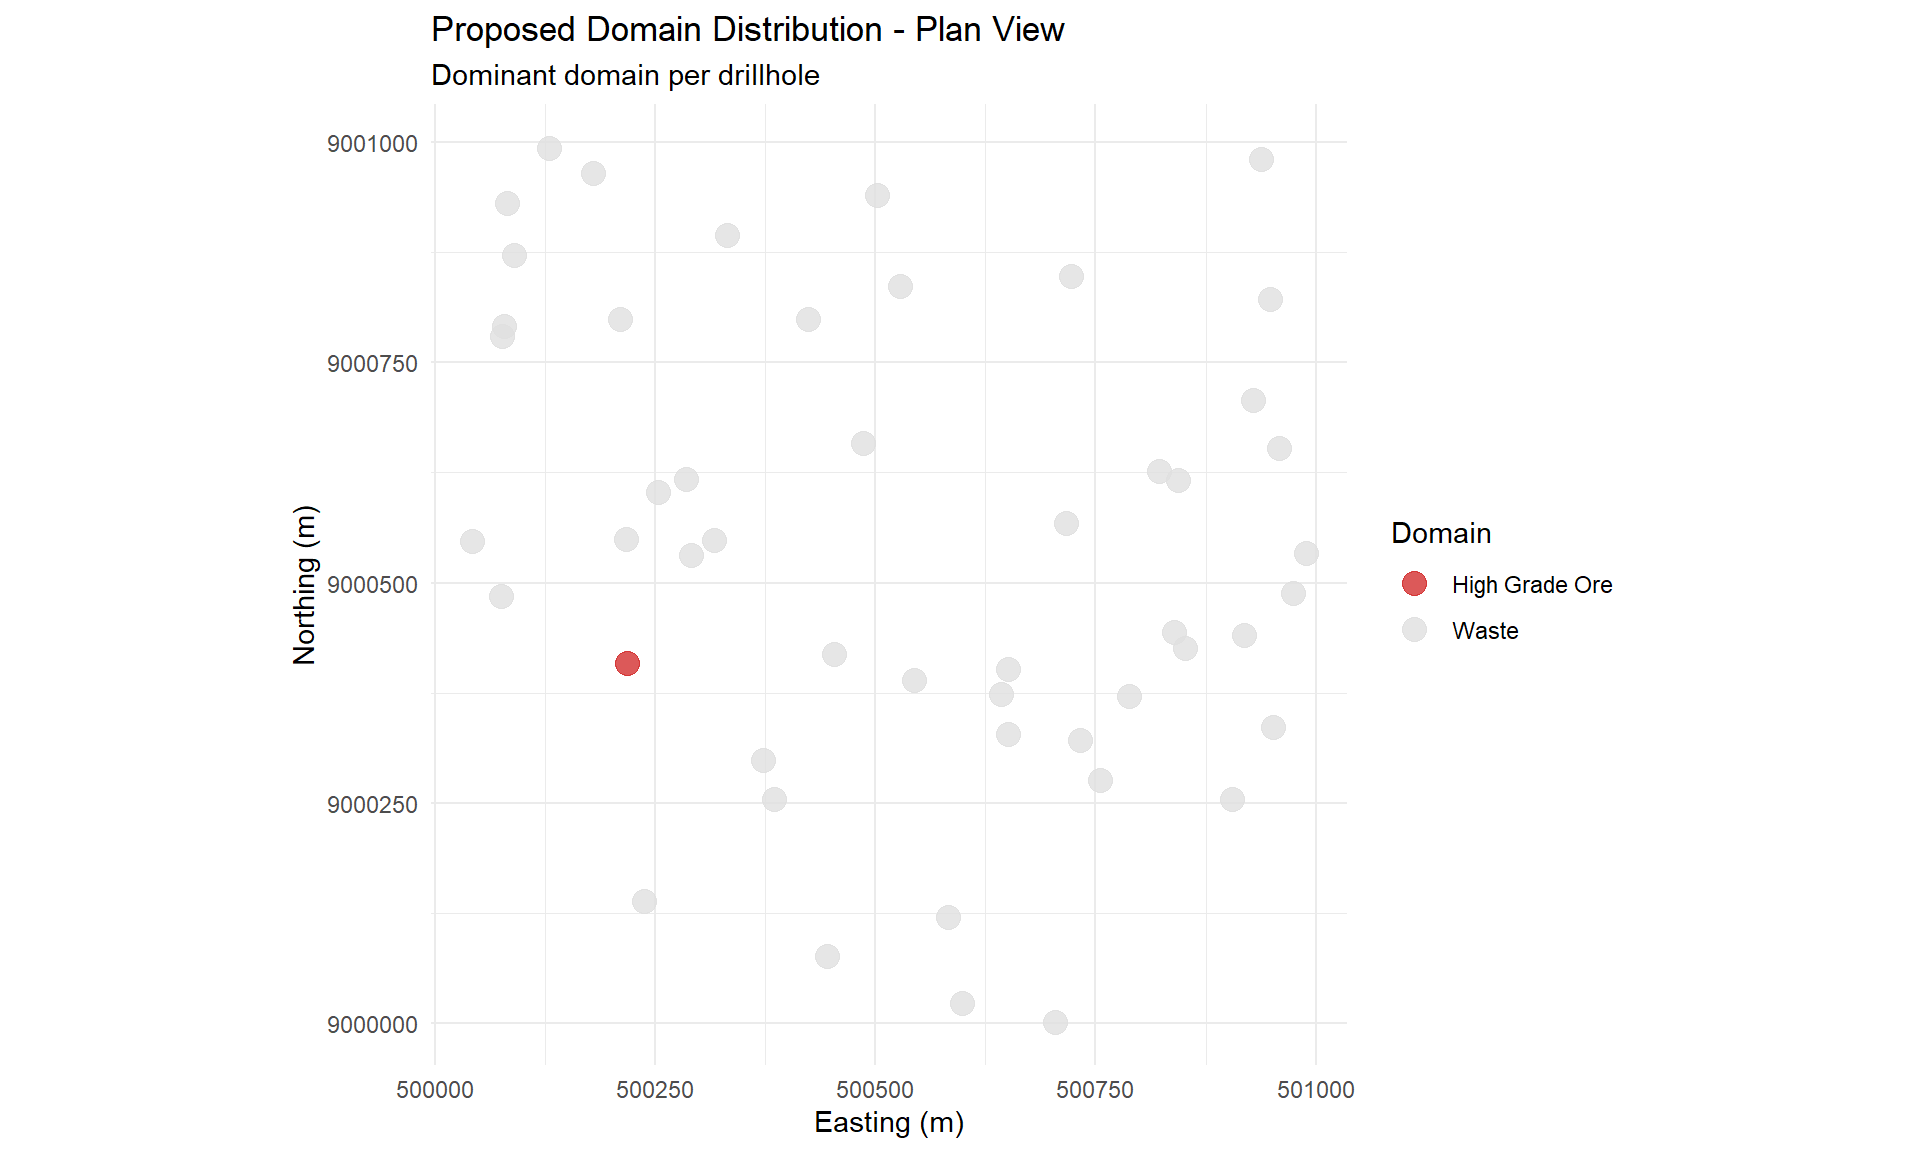 Proposed Domain Distribution - Plan View
Dominant domain per drillhole
9001000
9000750
9000500
9000250
9000000
Northing (m)
500000
500250
500500
500750
501000
Easting (m)
Domain
High Grade Ore
Waste